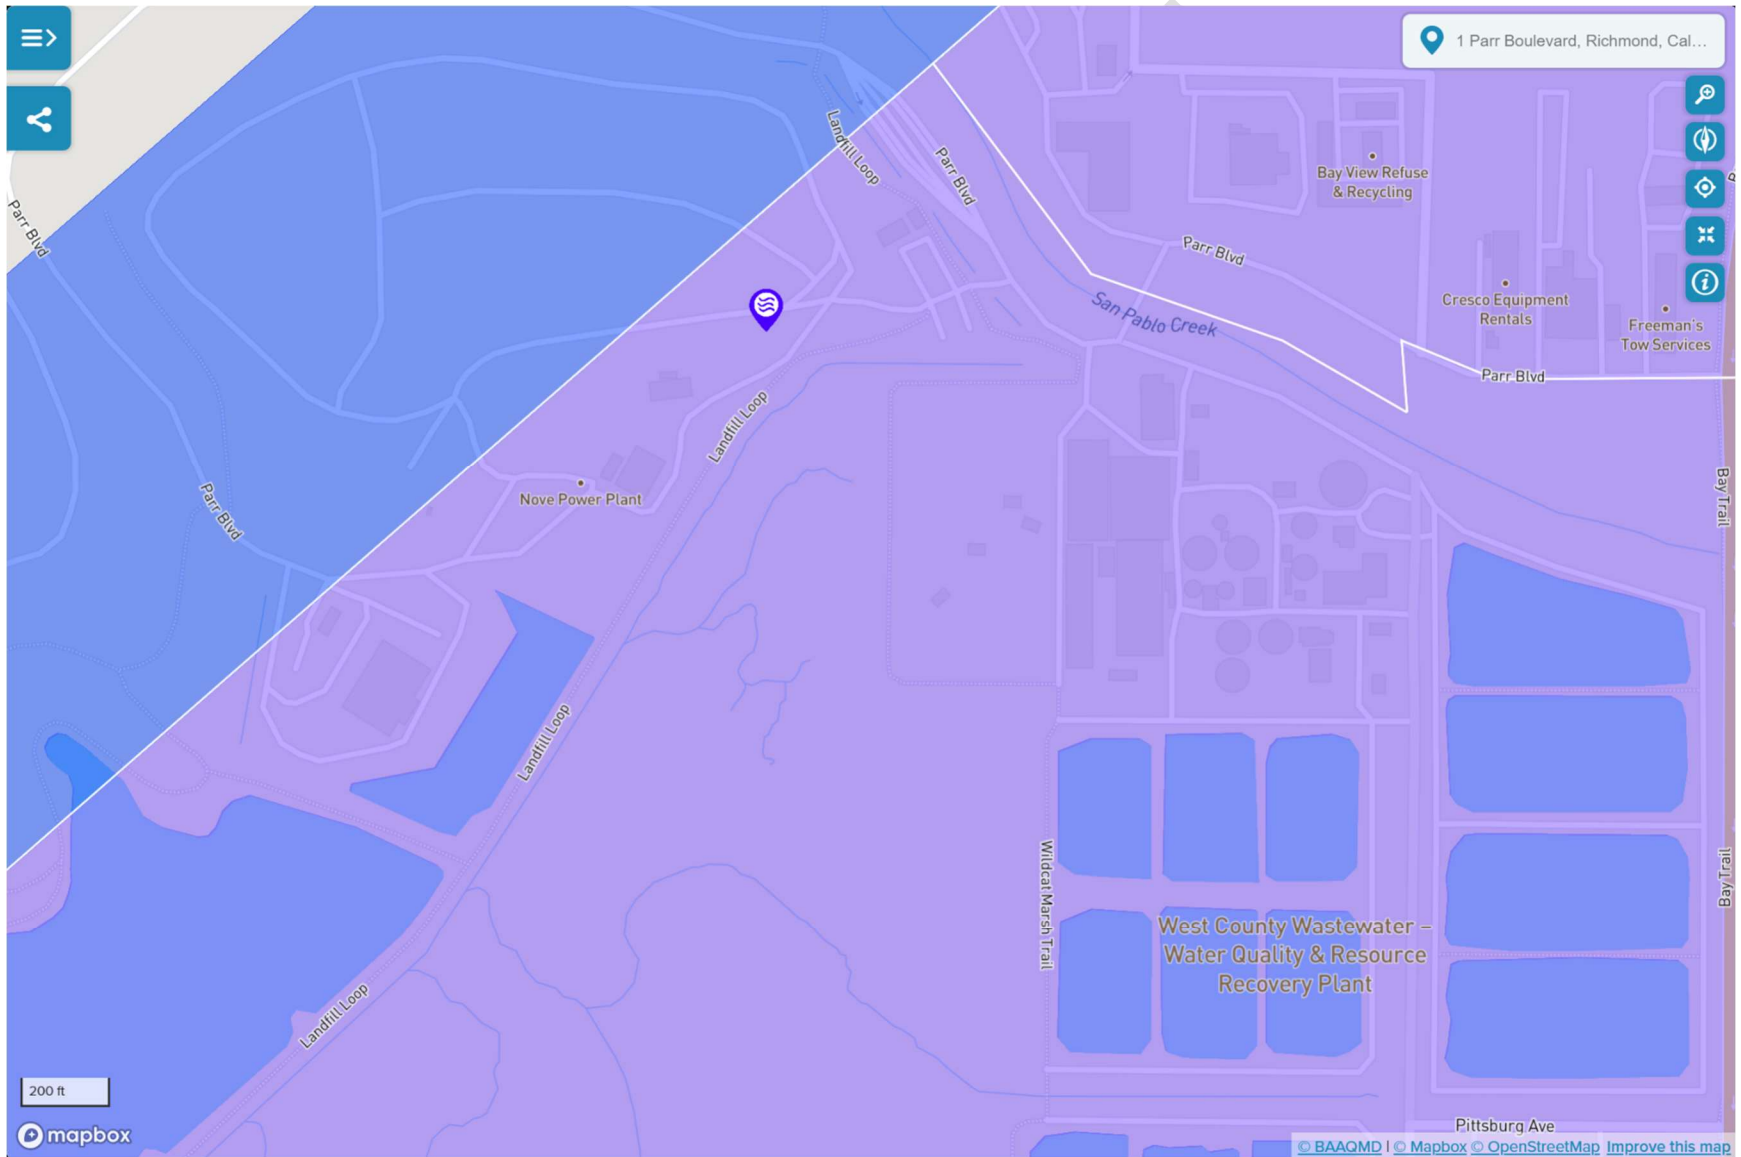 1 Parr Boulevard, Richmond, Cal...
Landfill Loop
Parr Blvd
Bay View Refuse
& Recycling
Parr Blvd
Parr Blvd
San Pablo Creek
Cresco Equipment
Rentals
Freeman's
Tow Services
Parr Blvd
Landfill Loop
Nove Power Plant
Parr Blvd
Bay Trail
Landfill Loop
Wildcat Marsh Trail
Bay Trail
West County Wastewater –
Water Quality & Resource
Recovery Plant
Landfill Loop
200 ft
mapbox
Pittsburg Ave
© BAAQMD | © Mapbox © OpenStreetMap Improve this map